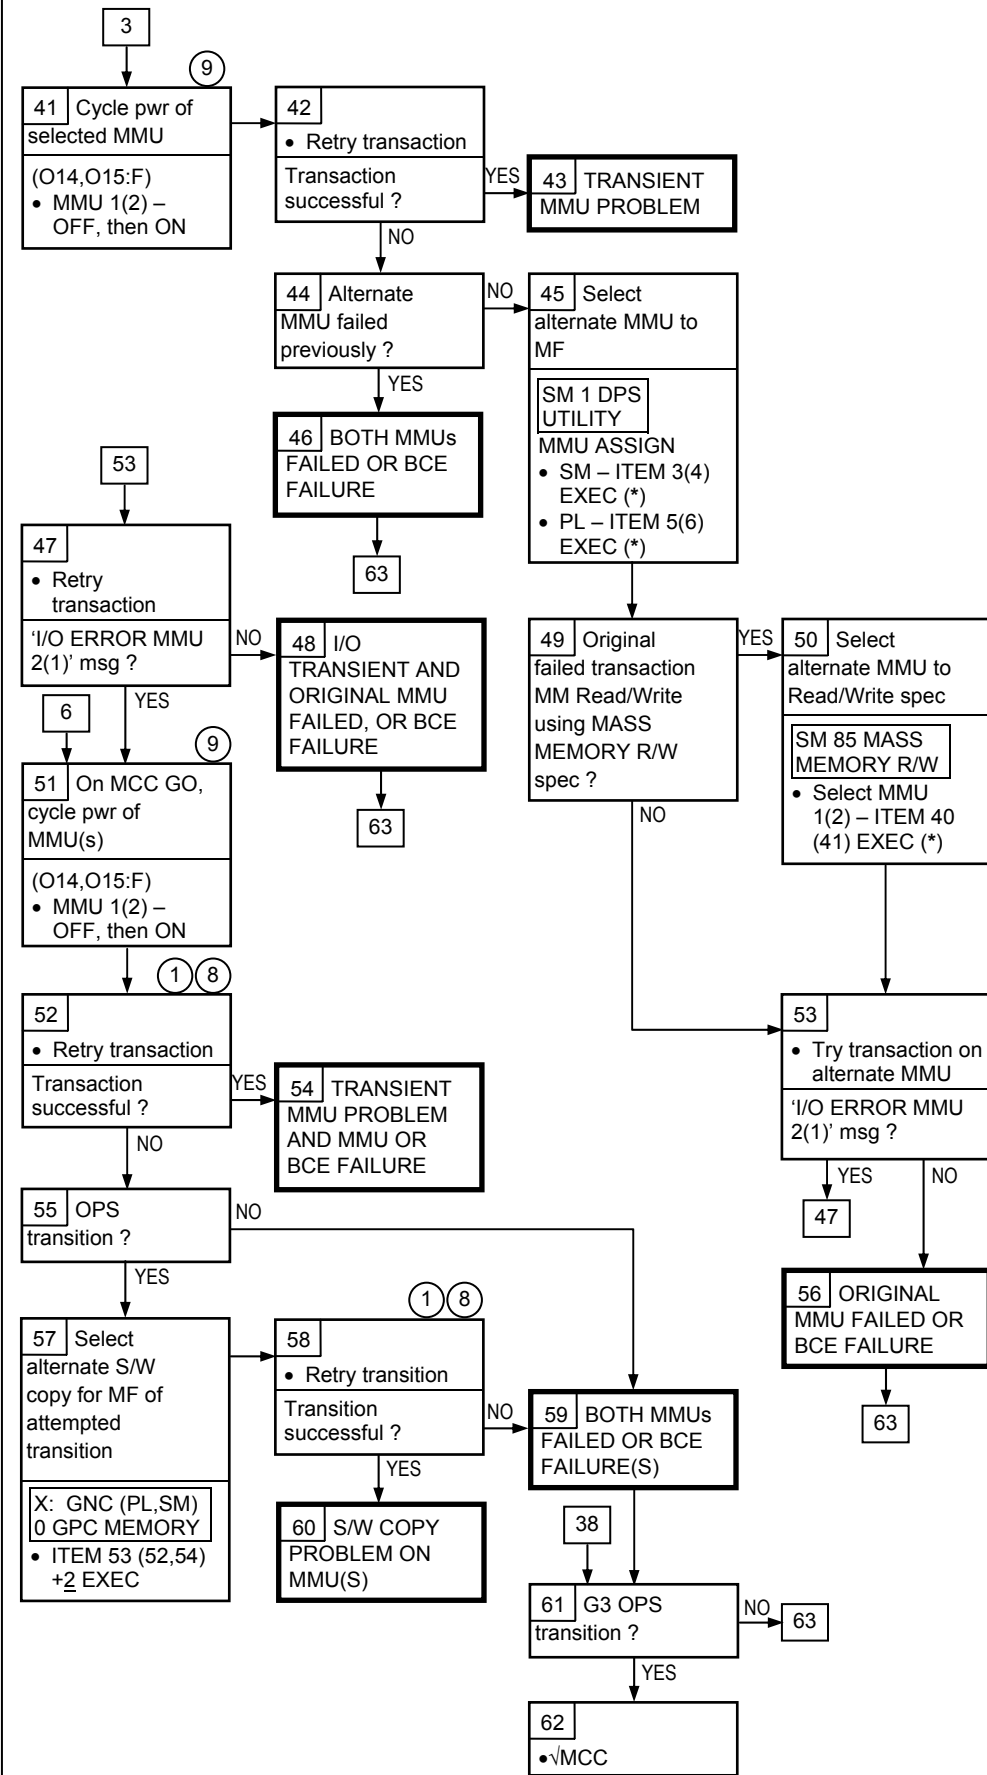 3
9
41 Cycle pwr of
selected MMU
(O14,O15:F)
• MMU 1(2) –
OFF, then ON
42
• Retry transaction
Transaction
successful ?
YES
43 TRANSIENT
MMU PROBLEM
NO
44 Alternate
MMU failed
previously ?
NO
45 Select
alternate MMU to
MF
SM 1 DPS
UTILITY
MMU ASSIGN
• SM – ITEM 3(4)
EXEC (*)
• PL – ITEM 5(6)
EXEC (*)
YES
46 BOTH MMUs
FAILED OR BCE
FAILURE
63
53
47
• Retry
transaction
‘I/O ERROR MMU
2(1)’ msg ?
NO
48 I/O
TRANSIENT AND
ORIGINAL MMU
FAILED, OR BCE
FAILURE
63
YES
49 Original
failed transaction
MM Read/Write
using MASS
MEMORY R/W
spec ?
YES
50 Select
alternate MMU to
Read/Write spec
SM 85 MASS
MEMORY R/W
• Select MMU
1(2) – ITEM 40
(41) EXEC (*)
NO
6
9
51 On MCC GO,
cycle pwr of
MMU(s)
(O14,O15:F)
• MMU 1(2) –
OFF, then ON
1 8
52
• Retry transaction
Transaction
successful ?
YES
54 TRANSIENT
MMU PROBLEM
AND MMU OR
BCE FAILURE
NO
53
• Try transaction on
alternate MMU
‘I/O ERROR MMU
2(1)’ msg ?
YES
47
NO
56 ORIGINAL
MMU FAILED OR
BCE FAILURE
63
55 OPS
transition ?
NO
YES
57 Select
alternate S/W
copy for MF of
attempted
transition
X: GNC (PL,SM)
0 GPC MEMORY
• ITEM 53 (52,54)
+2 EXEC
1 8
58
• Retry transition
Transition
successful ?
NO
59 BOTH MMUs
FAILED OR BCE
FAILURE(S)
YES
60 S/W COPY
PROBLEM ON
MMU(S)
38
61 G3 OPS
transition ?
NO
63
YES
62
•√MCC